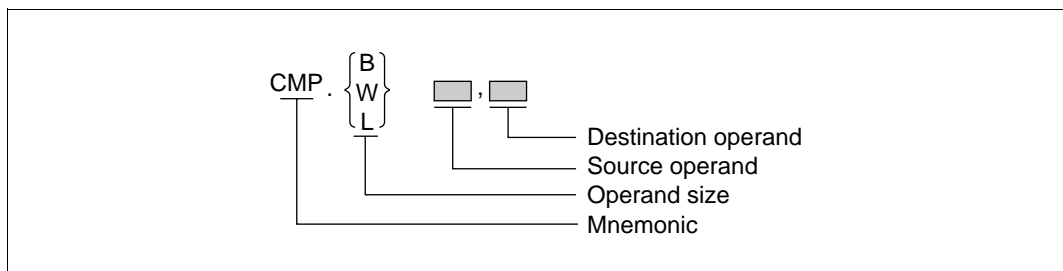 CMP. B
W
L
,
Destination operand
Source operand
Operand size
Mnemonic